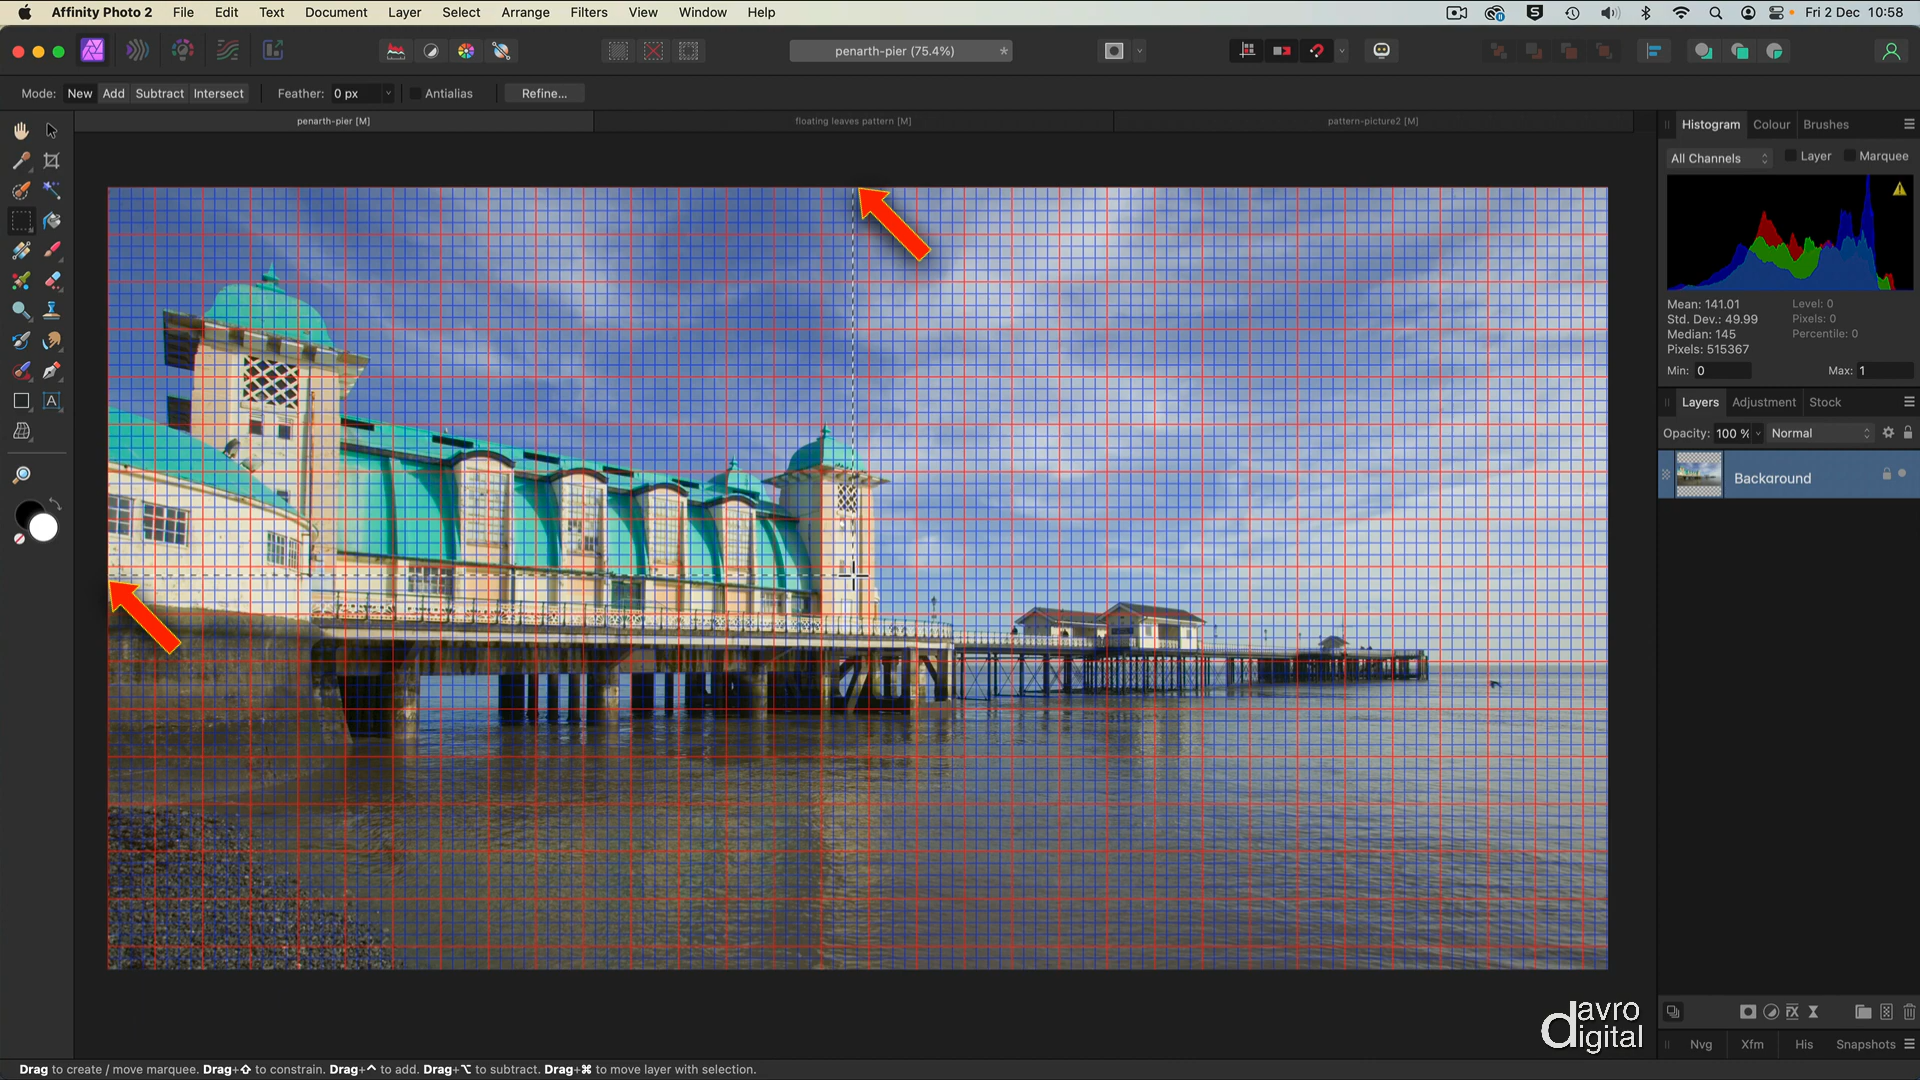 Affinity Photo 2 File Edit Text Document Layer Select Arrange Filters View Window Help Fri 2 Dec 10:58
penarth-pier (75.4%) *
Mode: New Add Subtract Intersect Feather: 0 px Antialias Refine...
penarth-pier [M] floating leaves pattern [M] pattern-picture2 [M]
Histogram Colour Brushes
All Channels Layer Marquee
Mean: 141.01 Level: 0
Std. Dev.: 49.99 Pixels: 0
Median: 145 Percentile: 0
Pixels: 515367
Min: 0 Max: 1
Layers Adjustment Stock
Opacity: 100 % Normal
Background
davro
digital
Nvg Xfm His Snapshots
Drag to create / move marquee. Drag+⇧ to constrain. Drag+^ to add. Drag+⌥ to subtract. Drag+⌘ to move layer with selection.